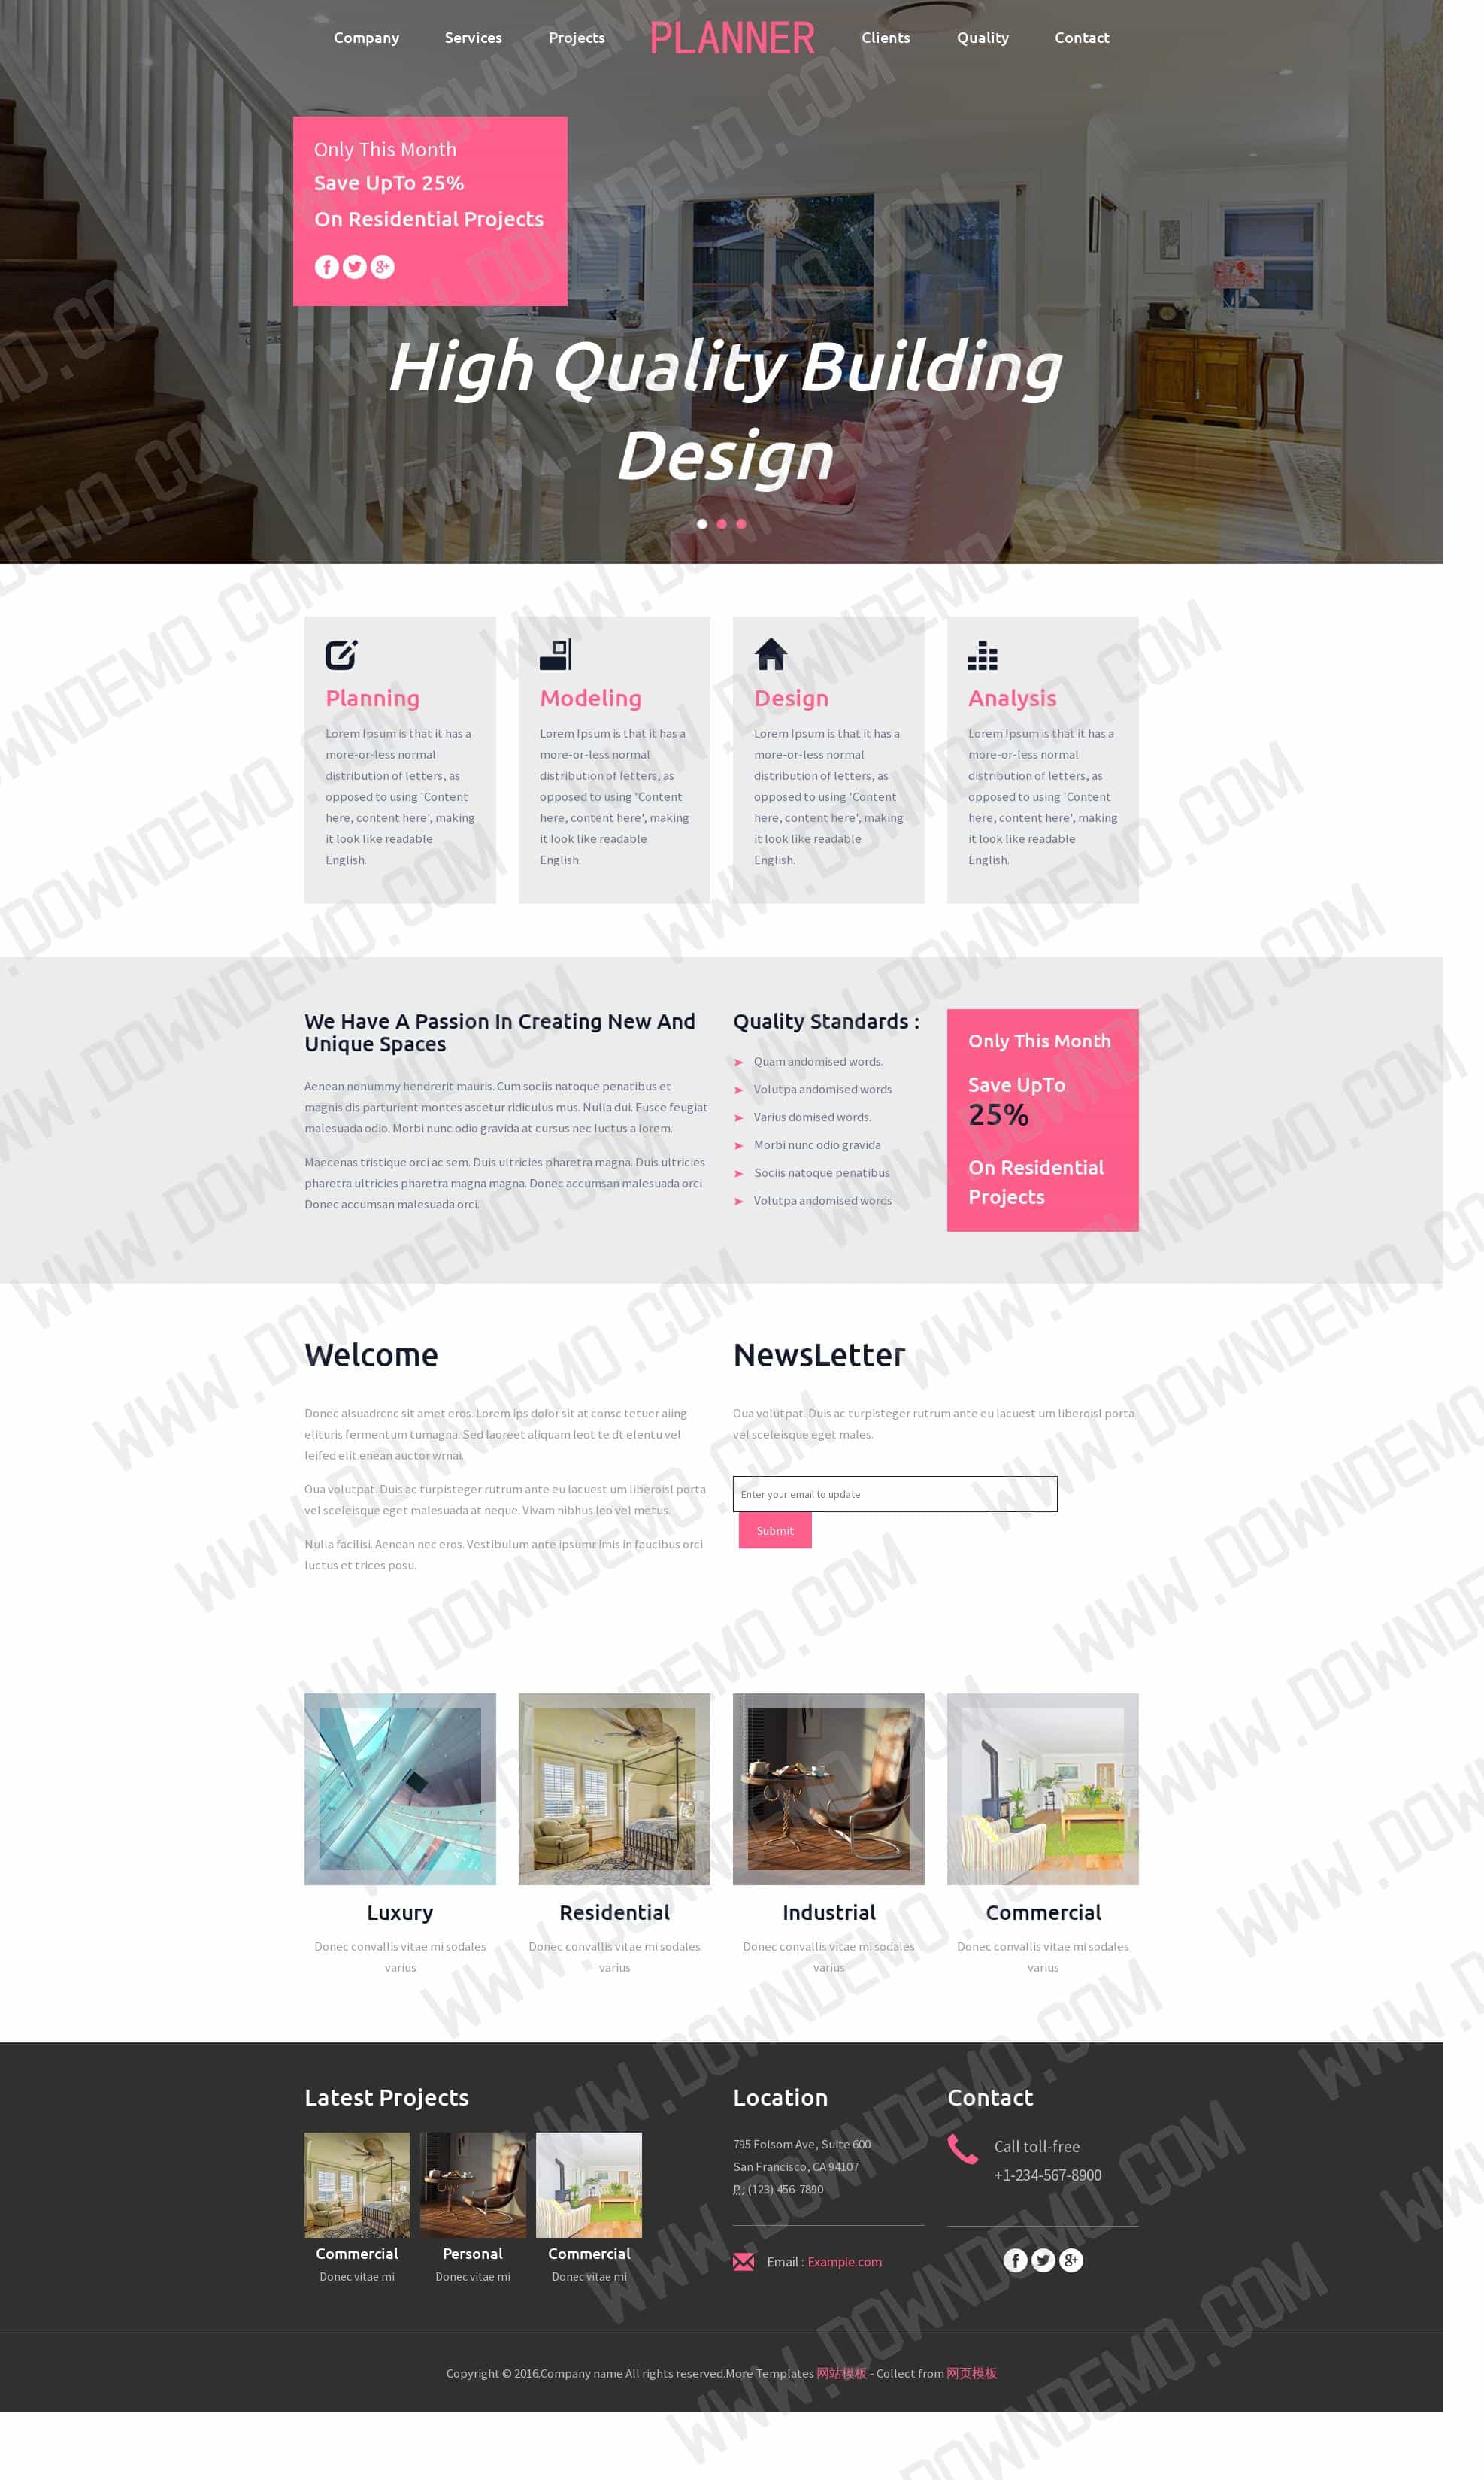 Company Services Projects PLANNER Clients Quality Contact
Only This Month
Save UpTo 25%
On Residential Projects
High Quality Building
Design
Planning
Lorem Ipsum is that it has a
more-or-less normal
distribution of letters, as
opposed to using 'Content
here, content here', making
it look like readable
English.
Modeling
Lorem Ipsum is that it has a
more-or-less normal
distribution of letters, as
opposed to using 'Content
here, content here', making
it look like readable
English.
Design
Lorem Ipsum is that it has a
more-or-less normal
distribution of letters, as
opposed to using 'Content
here, content here', making
it look like readable
English.
Analysis
Lorem Ipsum is that it has a
more-or-less normal
distribution of letters, as
opposed to using 'Content
here, content here', making
it look like readable
English.
We Have A Passion In Creating New And
Unique Spaces
Aenean nonummy hendrerit mauris. Cum sociis natoque penatibus et
magnis dis parturient montes ascetur ridiculus mus. Nulla dui. Fusce feugiat
malesuada odio. Morbi nunc odio gravida at cursus nec luctus a lorem.
Maecenas tristique orci ac sem. Duis ultricies pharetra magna. Duis ultricies
pharetra ultricies pharetra magna magna. Donec accumsan malesuada orci
Donec accumsan malesuada orci.
Quality Standards :
Quam andomised words.
Volutpa andomised words
Varius domised words.
Morbi nunc odio gravida
Sociis natoque penatibus
Volutpa andomised words
Only This Month
Save UpTo
25%
On Residential
Projects
Welcome
Donec alsuadrcnc sit amet eros. Lorem ips dolor sit at consc tetuer aiing
elituris fermentum tumagna. Sed laoreet aliquam leot te dt elentu vel
leifed elit.enean auctor wrnai.
Oua volutpat. Duis ac turpisteger rutrum ante eu lacuest um liberoisl porta
vel sceleisque eget malesuada at neque. Vivam nibhus leo vel metus.
Nulla facilisi. Aenean nec eros. Vestibulum ante ipsumr imis in faucibus orci
luctus et trices posu.
NewsLetter
Oua volutpat. Duis ac turpisteger rutrum ante eu lacuest um liberoisl porta
vel sceleisque eget males.
Enter your email to update
Submit
Luxury
Donec convallis vitae mi sodales
varius
Residential
Donec convallis vitae mi sodales
varius
Industrial
Donec convallis vitae mi sodales
varius
Commercial
Donec convallis vitae mi sodales
varius
Latest Projects
Commercial
Donec vitae mi
Personal
Donec vitae mi
Commercial
Donec vitae mi
Location
795 Folsom Ave, Suite 600
San Francisco, CA 94107
P: (123) 456-7890
Email : Example.com
Contact
Call toll-free
+1-234-567-8900
Copyright © 2016.Company name All rights reserved.More Templates 网站模板 - Collect from 网页模板
WWW.DOWNDEMO.COM